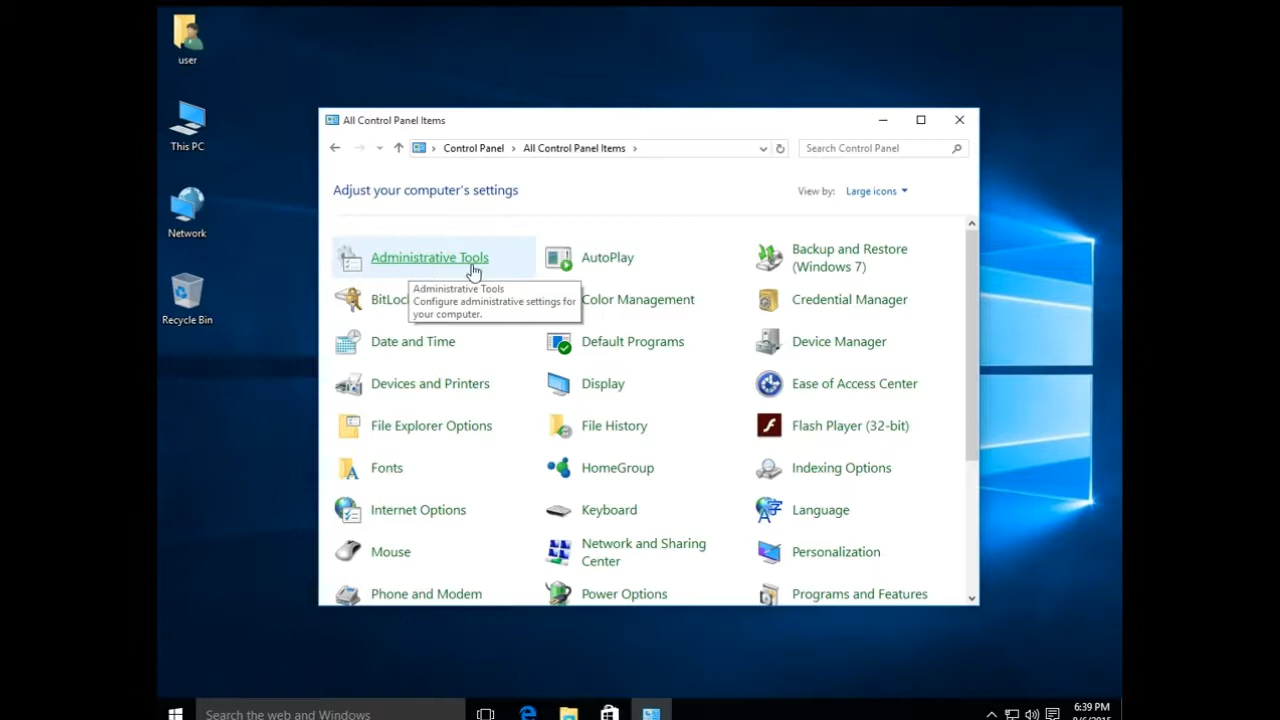 user
This PC
Network
Recycle Bin
All Control Panel Items
Control Panel
All Control Panel Items
Search Control Panel
Adjust your computer's settings
View by: Large icons
Administrative Tools
AutoPlay
Backup and Restore
(Windows 7)
Administrative Tools
Configure administrative settings for
your computer.
Color Management
Credential Manager
Date and Time
Default Programs
Device Manager
Devices and Printers
Display
Ease of Access Center
File Explorer Options
File History
Flash Player (32-bit)
Fonts
HomeGroup
Indexing Options
Internet Options
Keyboard
Language
Mouse
Network and Sharing
Center
Personalization
Phone and Modem
Power Options
Programs and Features
Search the web and Windows
6:39 PM